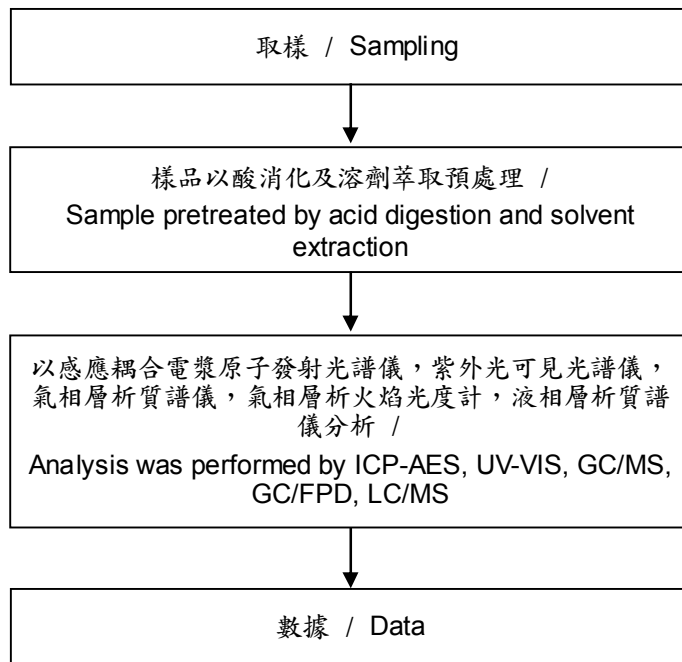 取樣 / Sampling
樣品以酸消化及溶劑萃取預處理 /
Sample pretreated by acid digestion and solvent
extraction
以感應耦合電漿原子發射光譜儀，紫外光可見光譜儀，
氣相層析質譜儀，氣相層析火焰光度計，液相層析質譜
儀分析 /
Analysis was performed by ICP-AES, UV-VIS, GC/MS,
GC/FPD, LC/MS
數據 / Data